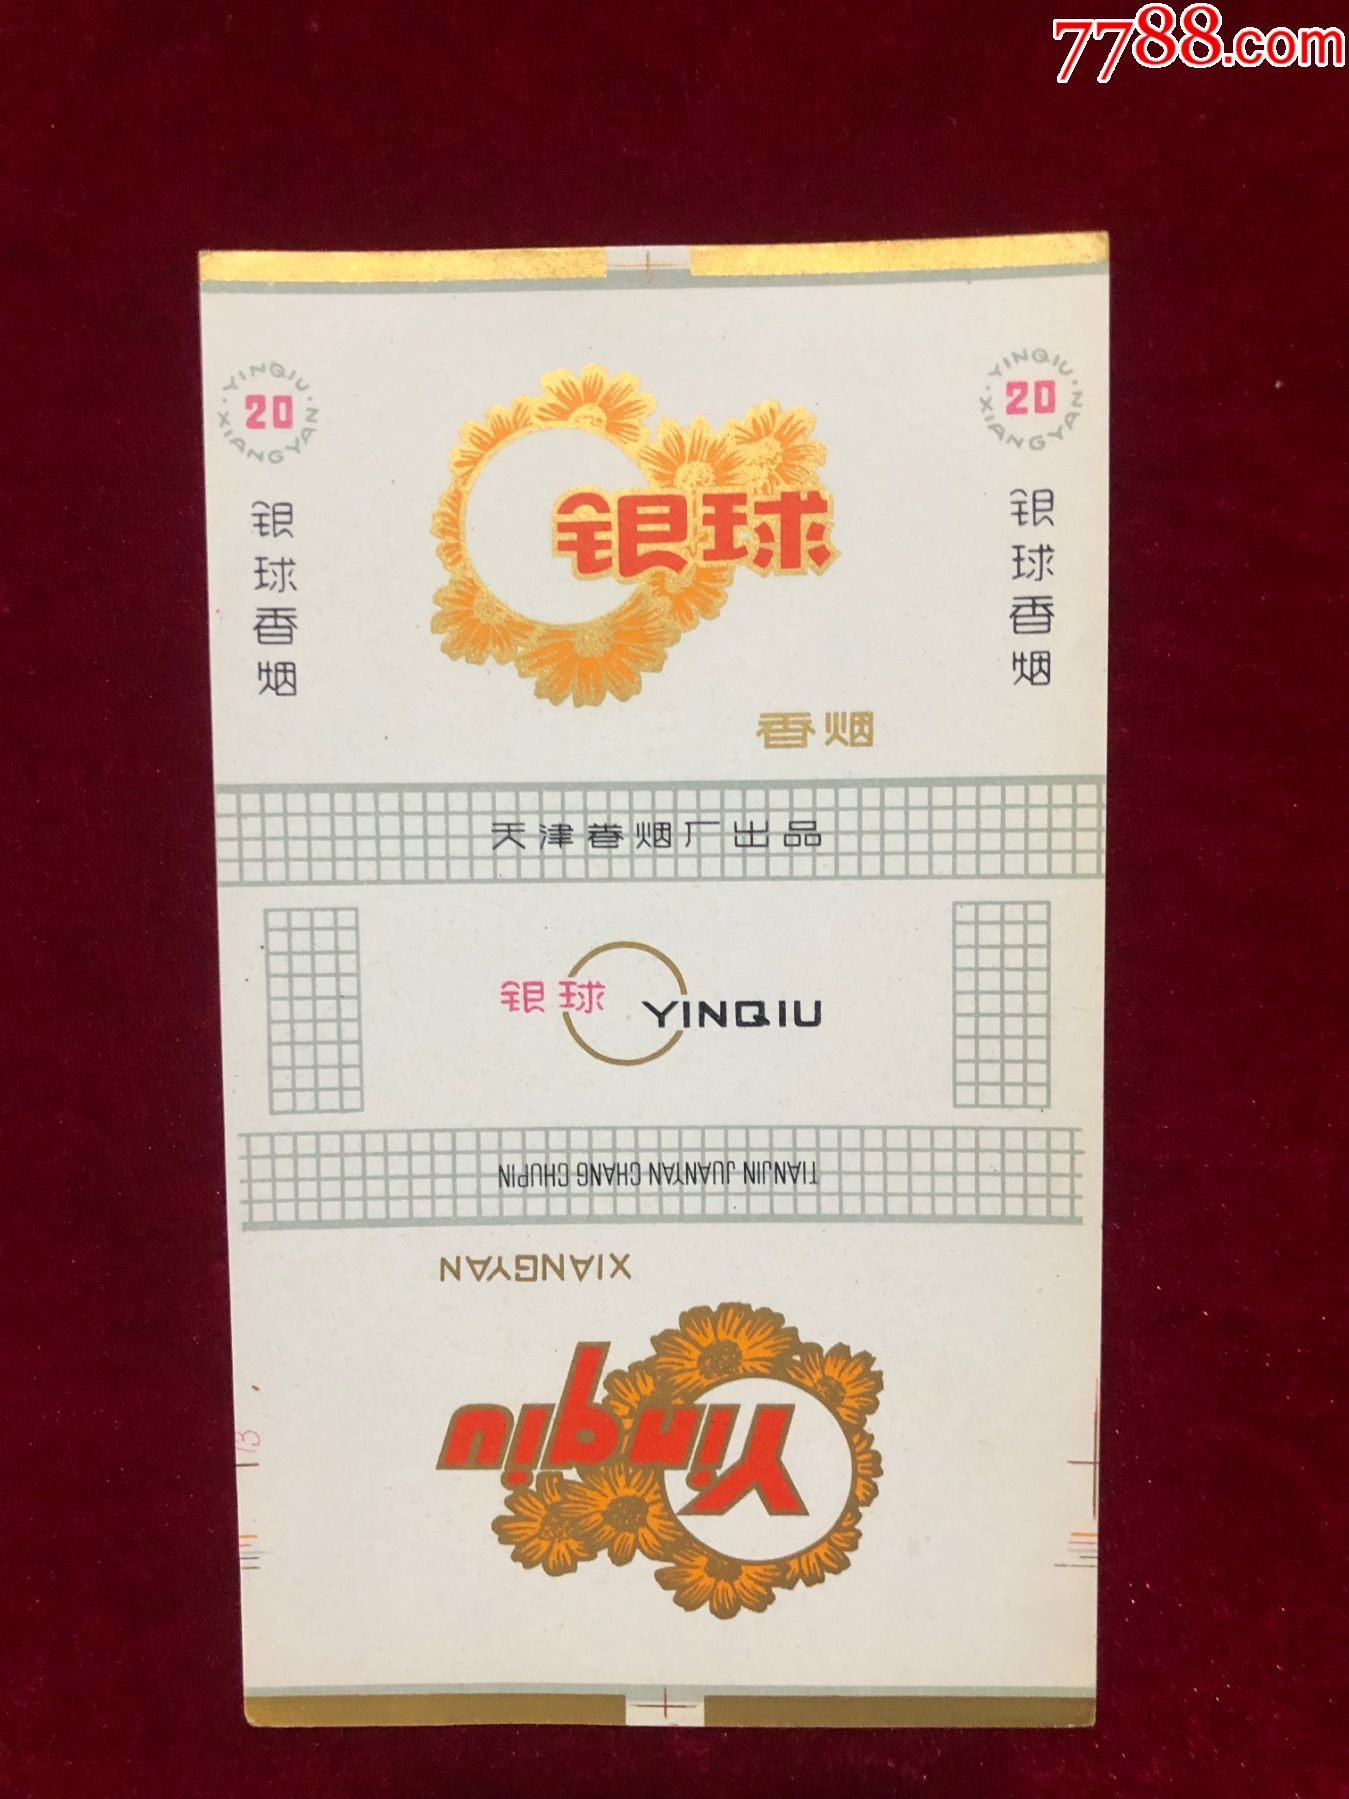 7788.com
YINQIU · XIANGYAN ·
20
YINQIU · XIANGYAN ·
20
银球香烟
银球
银球香烟
香烟
天津卷烟厂出品
银球 YINQIU
TIANJIN JUANYAN CHANG CHUPIN
XIANGYAN
Yinqiu
13